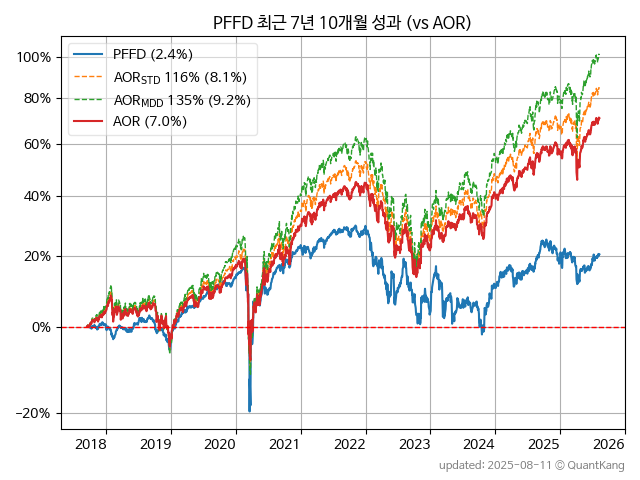 PFFD 최근 7년 10개월 성과 (vs AOR)
PFFD (2.4%)
AOR_STD 116% (8.1%)
AOR_MDD 135% (9.2%)
AOR (7.0%)
100%
80%
60%
40%
20%
0%
−20%
2018 2019 2020 2021 2022 2023 2024 2025 2026
updated: 2025-08-11 © QuantKang